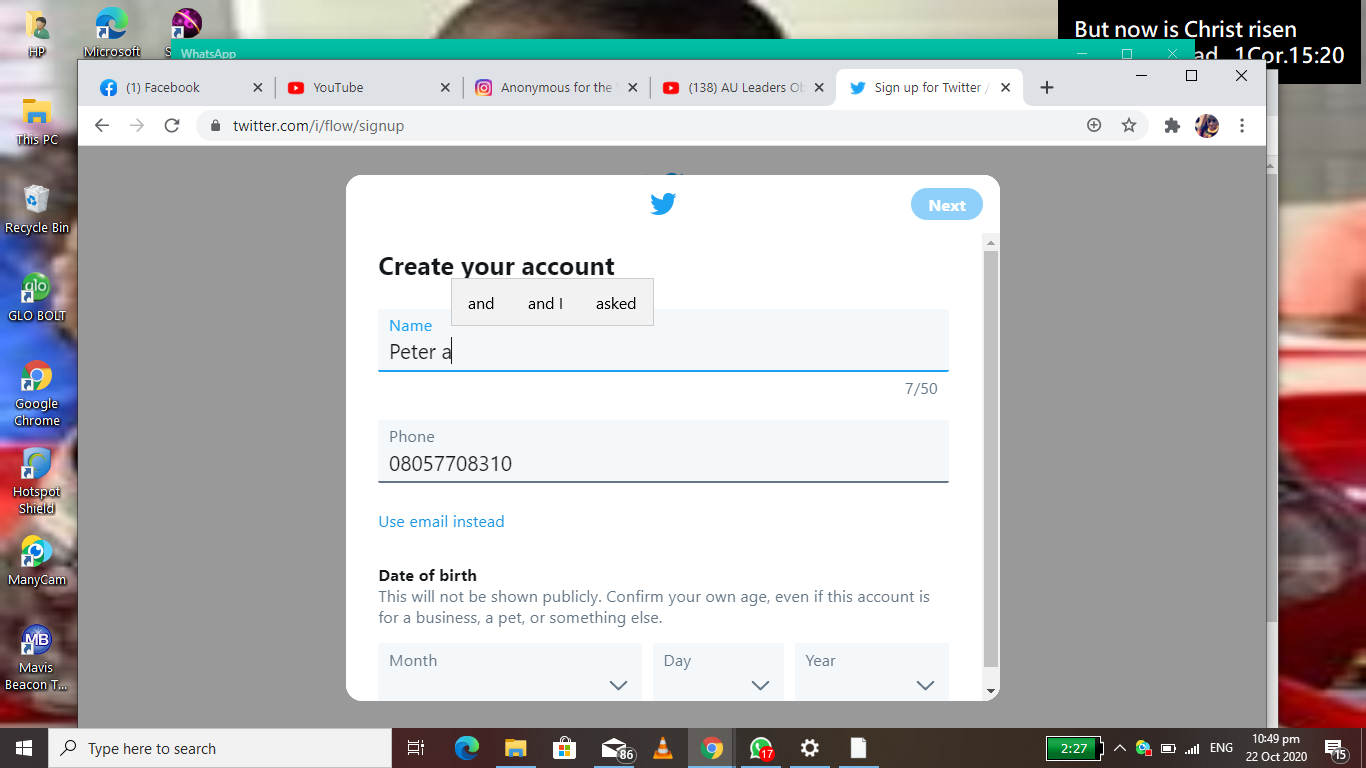 But now is Christ risen
ad 1Cor.15:20
HP
Microsoft
S
WhatsApp
(1) Facebook
YouTube
Anonymous for the
(138) AU Leaders Ob
Sign up for Twitter /
twitter.com/i/flow/signup
This PC
Recycle Bin
GLO BOLT
Google
Chrome
Hotspot
Shield
ManyCam
MB
Mavis
Beacon T...
glo
Next
Create your account
and and I asked
Name
Peter a
7/50
Phone
08057708310
Use email instead
Date of birth
This will not be shown publicly. Confirm your own age, even if this account is
for a business, a pet, or something else.
Month
Day
Year
Type here to search
86
17
2:27
ENG
10:49 pm
22 Oct 2020
15